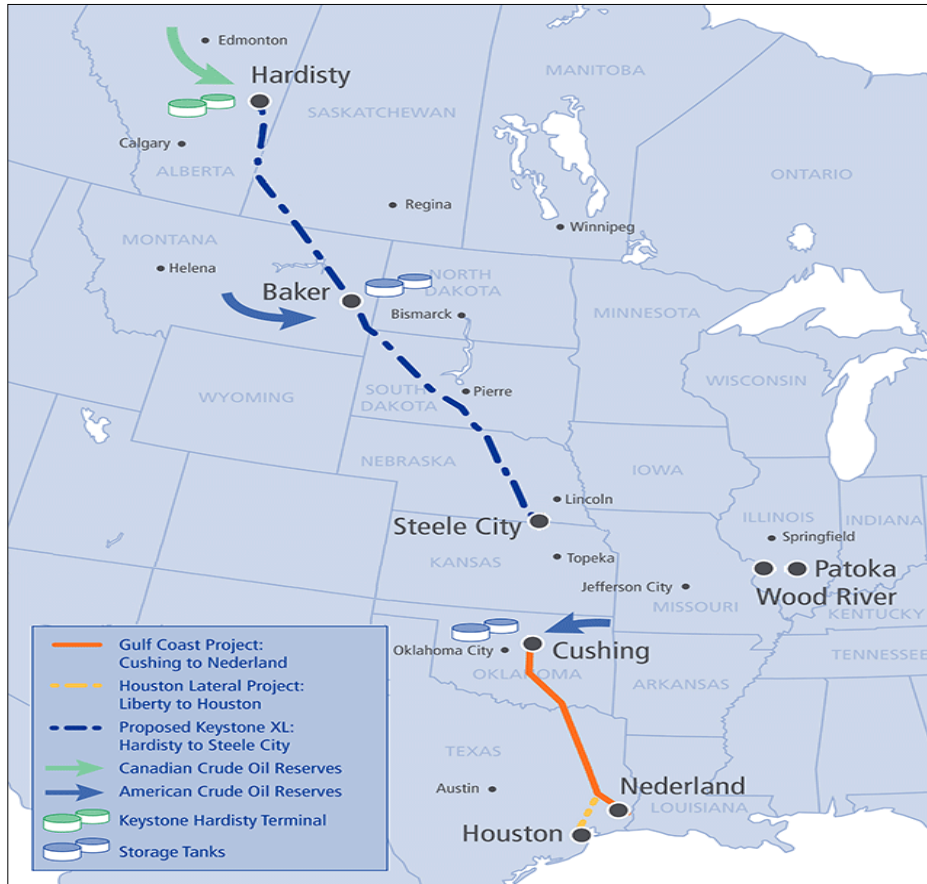 Edmonton
Hardisty
MANITOBA
SASKATCHEWAN
Calgary
ALBERTA
ONTARIO
Regina
Winnipeg
MONTANA
Helena
NORTH
DAKOTA
Baker
Bismarck
MINNESOTA
WISCONSIN
WYOMING
SOUTH
DAKOTA
Pierre
NEBRASKA
IOWA
Lincoln
Steele City
ILLINOIS
INDIANA
Springfield
KANSAS
Topeka
Patoka
Jefferson City
Wood River
MISSOURI
KENTUCKY
Oklahoma City
Cushing
OKLAHOMA
TENNESSEE
ARKANSAS
TEXAS
Austin
Nederland
LOUISIANA
Houston
Gulf Coast Project:
Cushing to Nederland
Houston Lateral Project:
Liberty to Houston
Proposed Keystone XL:
Hardisty to Steele City
Canadian Crude Oil Reserves
American Crude Oil Reserves
Keystone Hardisty Terminal
Storage Tanks